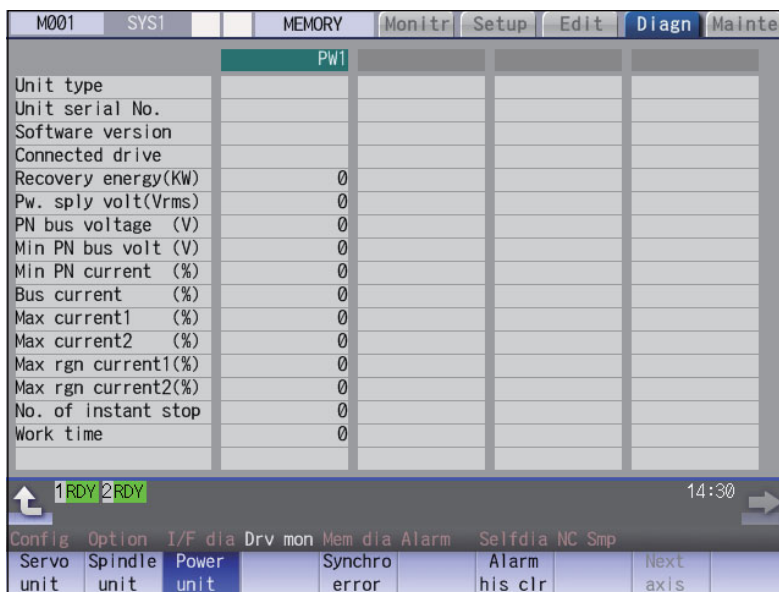 M001 SYS1 MEMORY Monitr Setup Edit Diagn Mainte
PW1
Unit type
Unit serial No.
Software version
Connected drive
Recovery energy(KW) 0
Pw. sply volt(Vrms) 0
PN bus voltage (V) 0
Min PN bus volt (V) 0
Min PN current (%) 0
Bus current (%) 0
Max current1 (%) 0
Max current2 (%) 0
Max rgn current1(%) 0
Max rgn current2(%) 0
No. of instant stop 0
Work time 0
1 RDY 2 RDY 14:30
Config Option I/F dia Drv mon Mem dia Alarm Selfdia NC Smp
Servo Spindle Power Synchro Alarm Next
unit unit unit error his clr axis